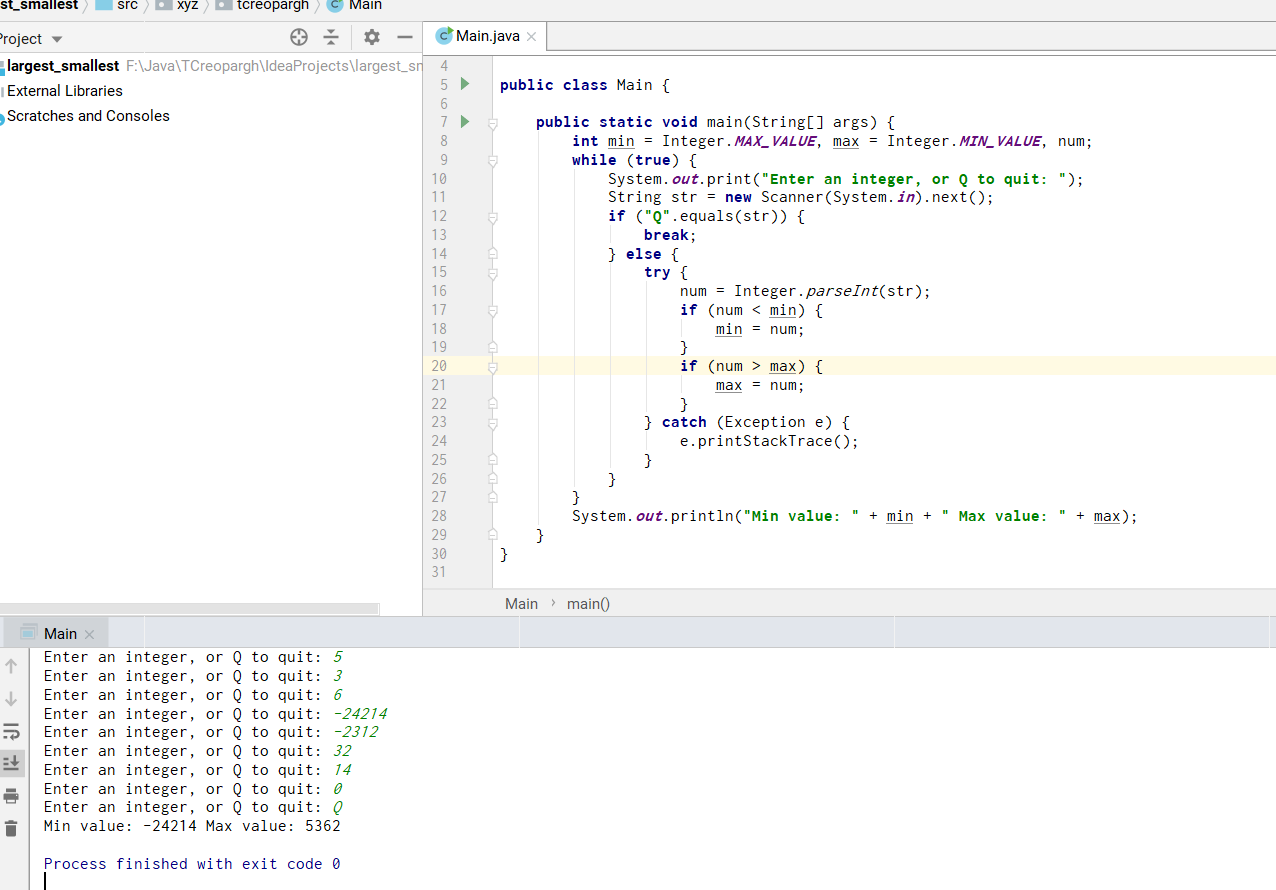 st_smallest src xyz tcreopargh Main
Project
Main.java
largest_smallest F:\Java\TCreopargh\IdeaProjects\largest_sm
External Libraries
Scratches and Consoles
4
5 public class Main {
6
7 public static void main(String[] args) {
8 int min = Integer.MAX_VALUE, max = Integer.MIN_VALUE, num;
9 while (true) {
10 System.out.print("Enter an integer, or Q to quit: ");
11 String str = new Scanner(System.in).next();
12 if ("Q".equals(str)) {
13 break;
14 } else {
15 try {
16 num = Integer.parseInt(str);
17 if (num < min) {
18 min = num;
19 }
20 if (num > max) {
21 max = num;
22 }
23 } catch (Exception e) {
24 e.printStackTrace();
25 }
26 }
27 }
28 System.out.println("Min value: " + min + " Max value: " + max);
29 }
30 }
31
Main › main()
Main
Enter an integer, or Q to quit: 5
Enter an integer, or Q to quit: 3
Enter an integer, or Q to quit: 6
Enter an integer, or Q to quit: -24214
Enter an integer, or Q to quit: -2312
Enter an integer, or Q to quit: 32
Enter an integer, or Q to quit: 14
Enter an integer, or Q to quit: 0
Enter an integer, or Q to quit: Q
Min value: -24214 Max value: 5362
Process finished with exit code 0